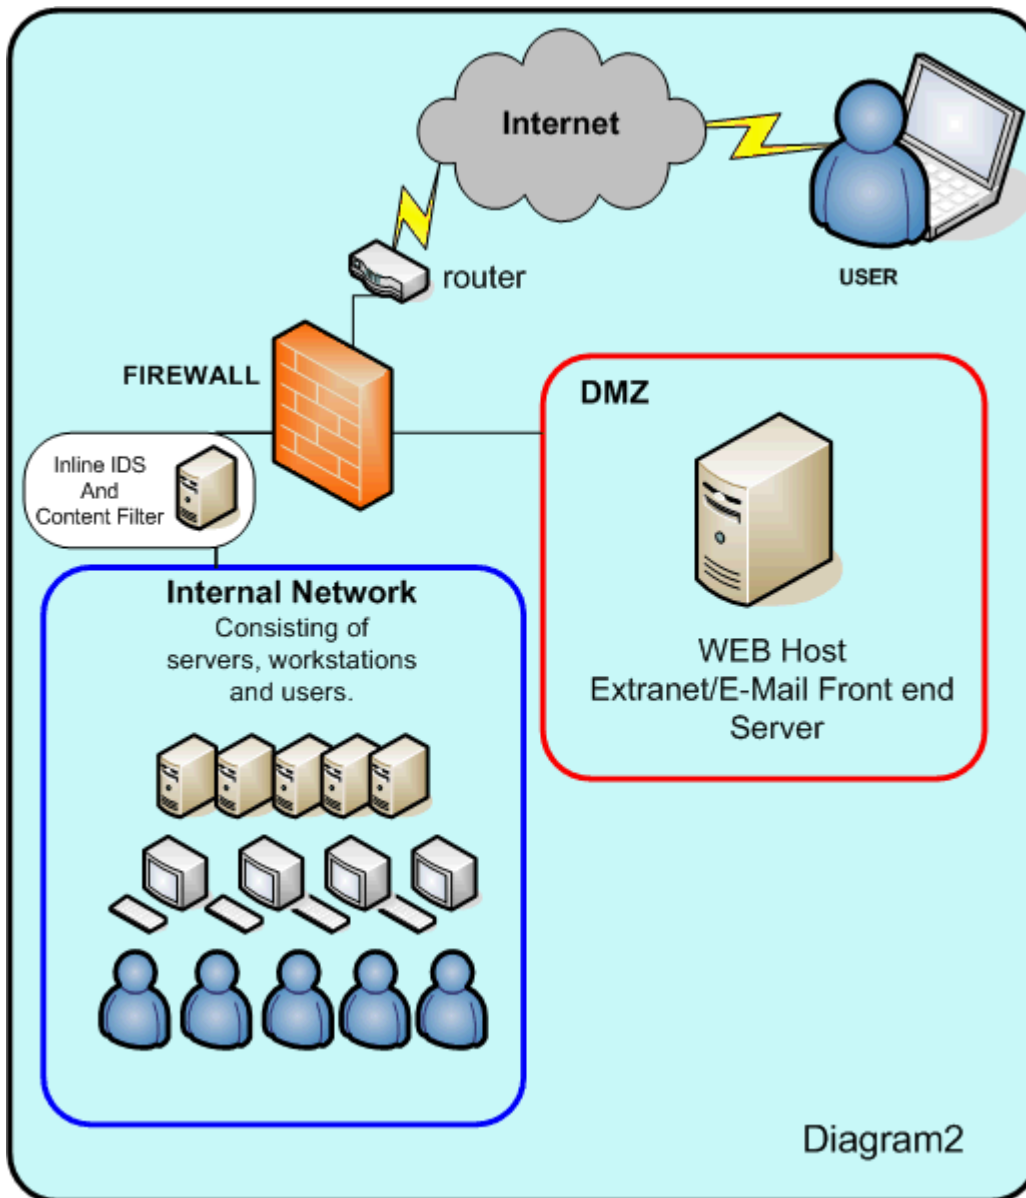 Internet
USER
router
FIREWALL
DMZ
Inline IDS
And
Content Filter
WEB Host
Extranet/E-Mail Front end
Server
Internal Network
Consisting of
servers, workstations
and users.
Diagram2